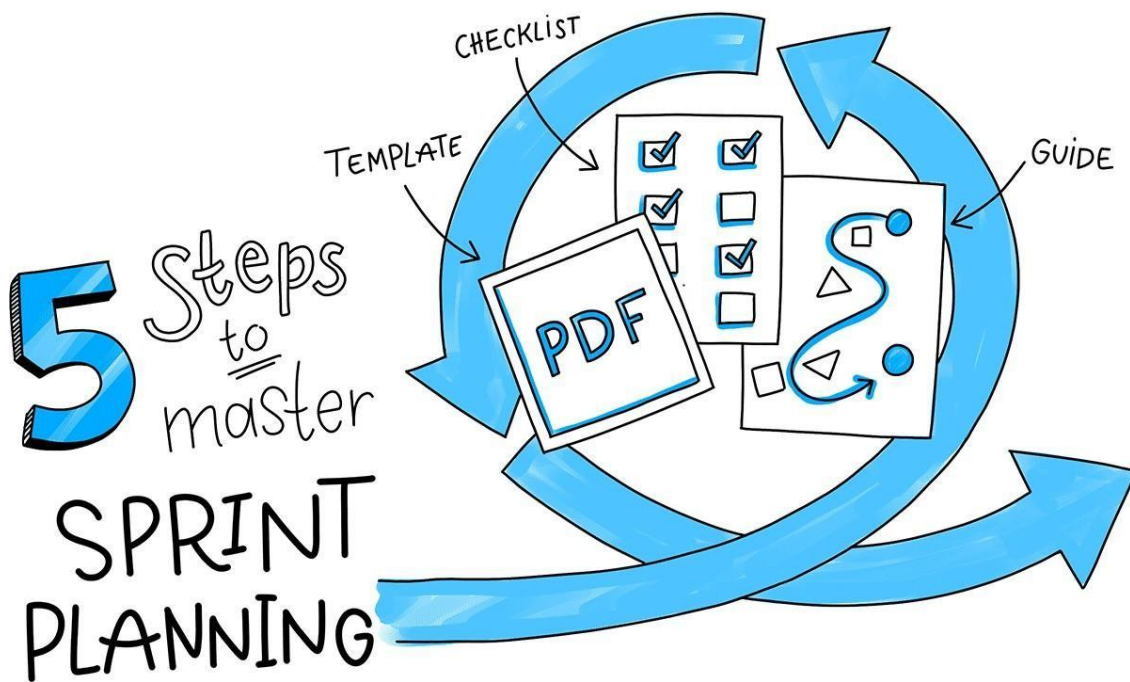 5 Steps
to
master
SPRINT
PLANNING
TEMPLATE
CHECKLIST
GUIDE
PDF